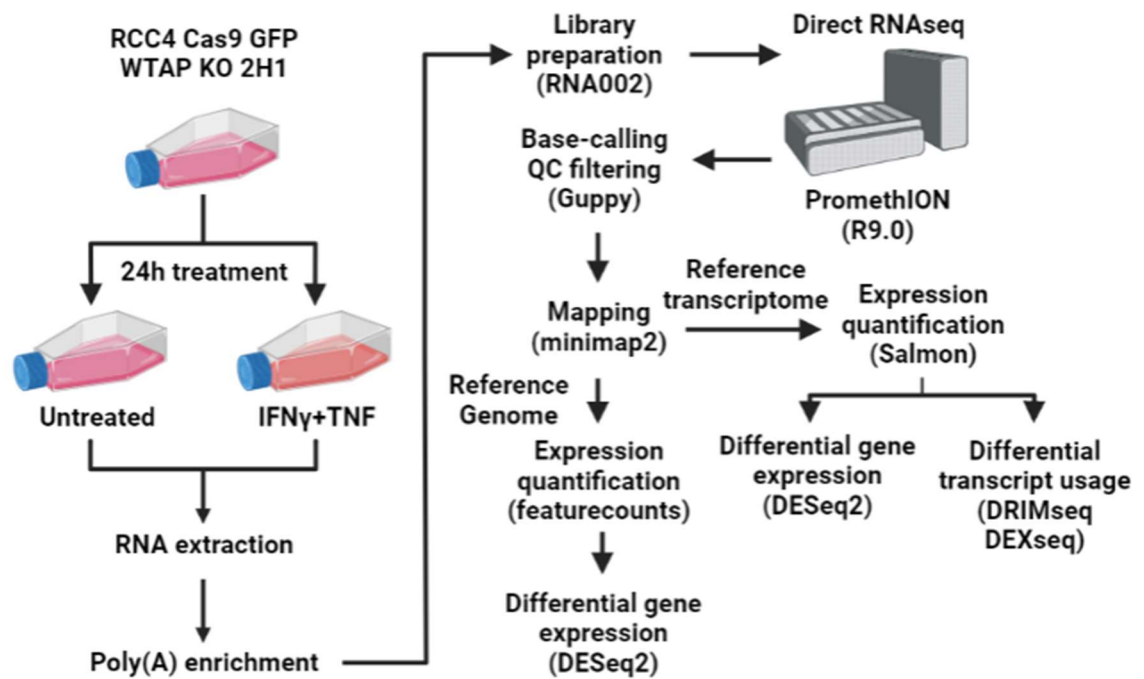 RCC4 Cas9 GFP
WTAP KO 2H1
24h treatment
Untreated
IFNγ+TNF
RNA extraction
Poly(A) enrichment
Library
preparation
(RNA002)
Direct RNAseq
PromethION
(R9.0)
Base-calling
QC filtering
(Guppy)
Mapping
(minimap2)
Reference
transcriptome
Expression
quantification
(Salmon)
Differential gene
expression
(DESeq2)
Differential
transcript usage
(DRIMseq
DEXseq)
Reference
Genome
Expression
quantification
(featurecounts)
Differential gene
expression
(DESeq2)